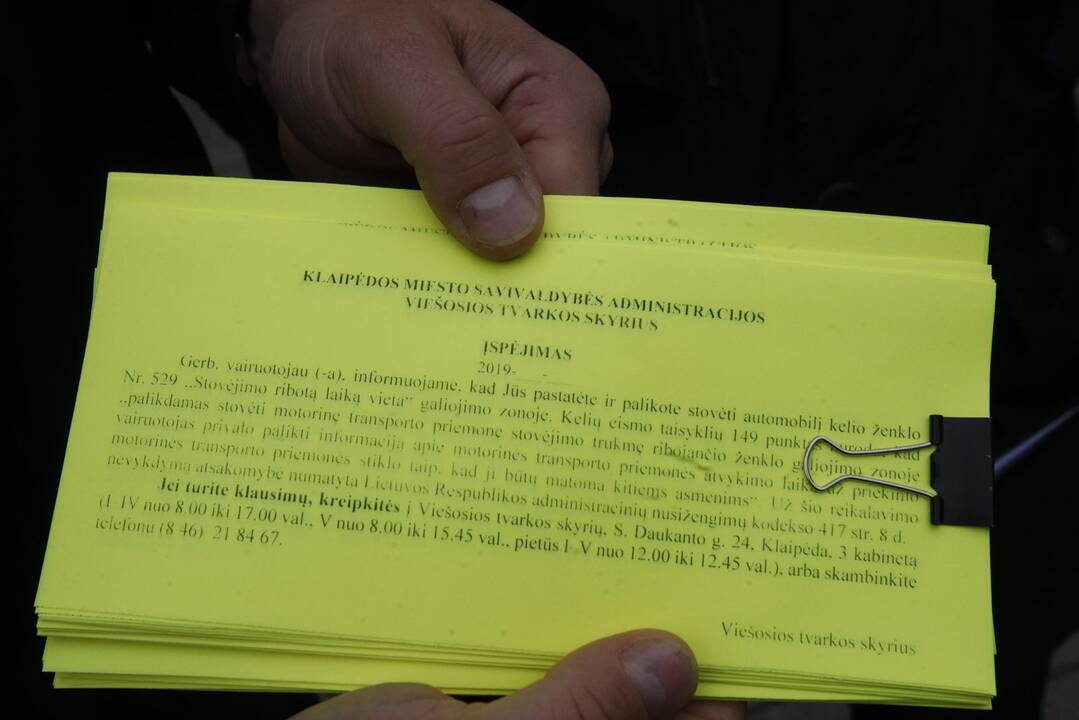 KLAIPĖDOS MIESTO SAVIVALDYBĖS ADMINISTRACIJOS
VIEŠOSIOS TVARKOS SKYRIUS
ĮSPĖJIMAS
2019-
Gerb. vairuotojau (-a), informuojame, kad Jūs pastatėte ir palikote stovėti automobilį kelio ženklo
Nr. 529 „Stovėjimo ribotą laiką vieta“ galiojimo zonoje. Kelių eismo taisyklių 149 punktas nurodo, kad
„palikdamas stovėti motorinę transporto priemonę stovėjimo trukmę ribojančio ženklo galiojimo zonoje
vairuotojas privalo palikti informaciją apie motorinės transporto priemonės atvykimo laiką už priekinio
motorinės transporto priemonės stiklo taip, kad ji būtų matoma kitiems asmenims“ Už šio reikalavimo
nevykdymą atsakomybė numatyta Lietuvos Respublikos administracinių nusižengimų kodekso 417 str. 8 d.
Jei turite klausimų, kreipkitės į Viešosios tvarkos skyrių, S. Daukanto g. 24, Klaipėda, 3 kabinetą
(I IV nuo 8.00 iki 17.00 val., V nuo 8.00 iki 15.45 val., pietūs I V nuo 12.00 iki 12.45 val.), arba skambinkite
telefonu (8 46) 21 84 67.
Viešosios tvarkos skyrius